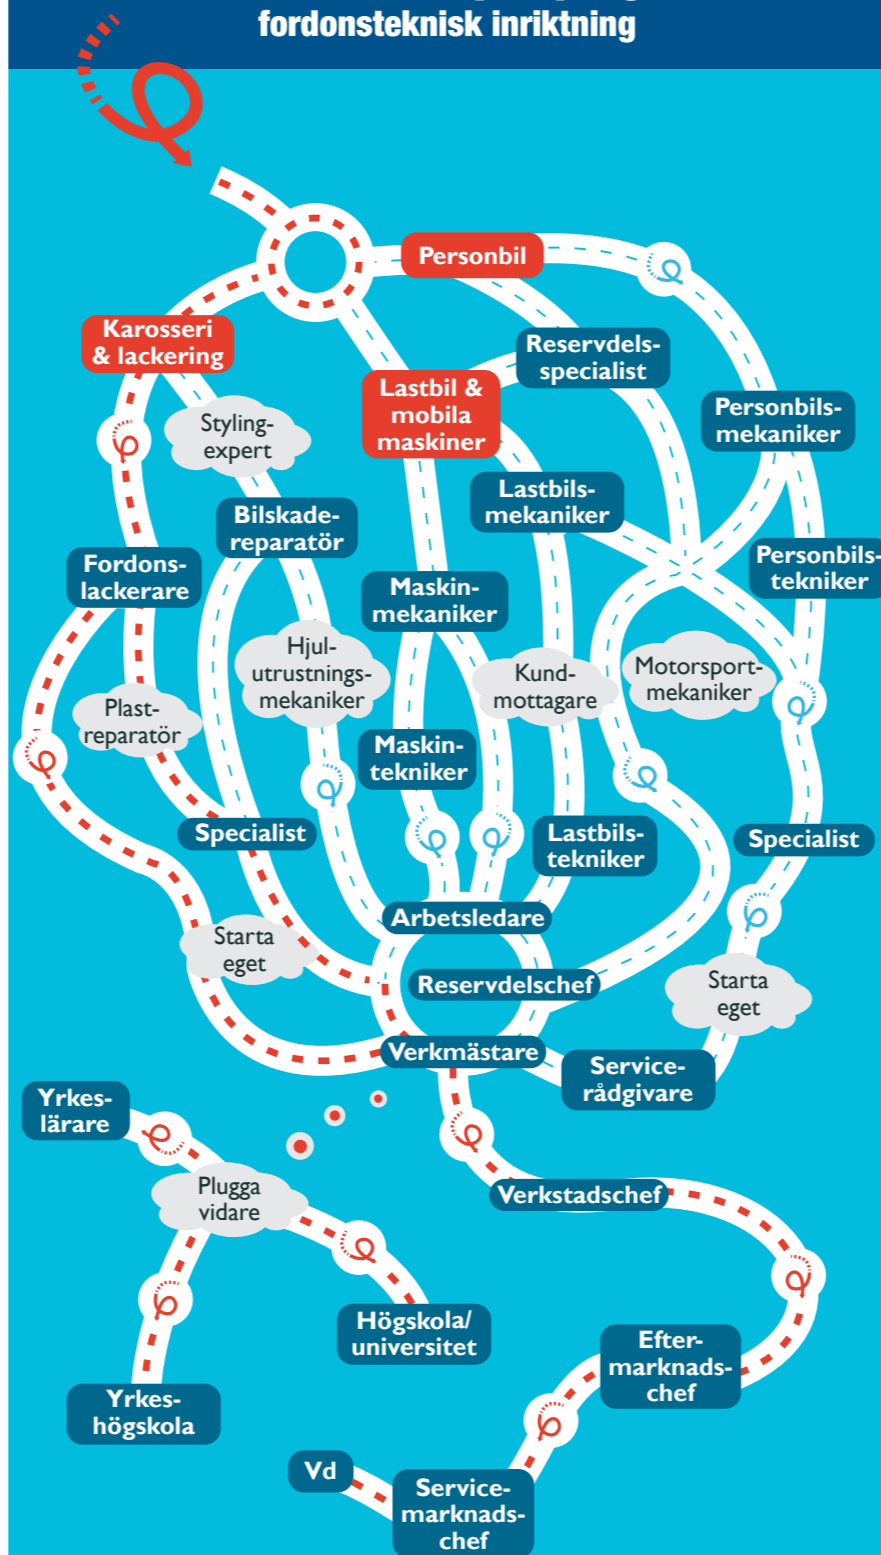 fordonsteknisk inriktning
Personbil
Karosseri
& lackering
Reservdels-
specialist
Lastbil &
mobila
maskiner
Styling-
expert
Personbils-
mekaniker
Lastbils-
mekaniker
Bilskade-
reparatör
Fordons-
lackerare
Personbils-
tekniker
Maskin-
mekaniker
Hjul-
utrustnings-
mekaniker
Kund-
mottagare
Motorsport-
mekaniker
Plast-
reparatör
Maskin-
tekniker
Specialist
Lastbils-
tekniker
Specialist
Arbetsledare
Starta
eget
Reservdelschef
Starta
eget
Verkmästare
Service-
rådgivare
Yrkes-
lärare
Plugga
vidare
Verkstadschef
Högskola/
universitet
Efter-
marknads-
chef
Yrkes-
högskola
Vd
Service-
marknads-
chef